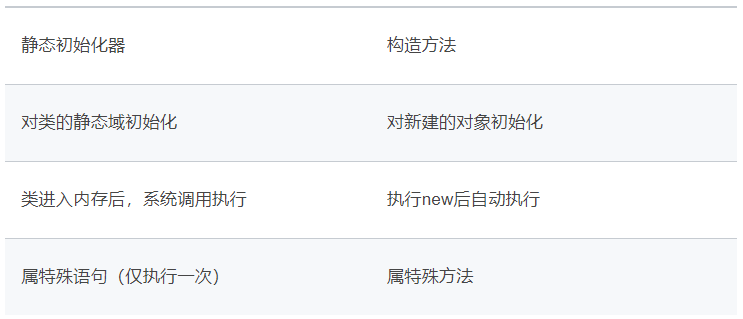 静态初始化器 构造方法
对类的静态域初始化 对新建的对象初始化
类进入内存后，系统调用执行 执行new后自动执行
属特殊语句（仅执行一次） 属特殊方法